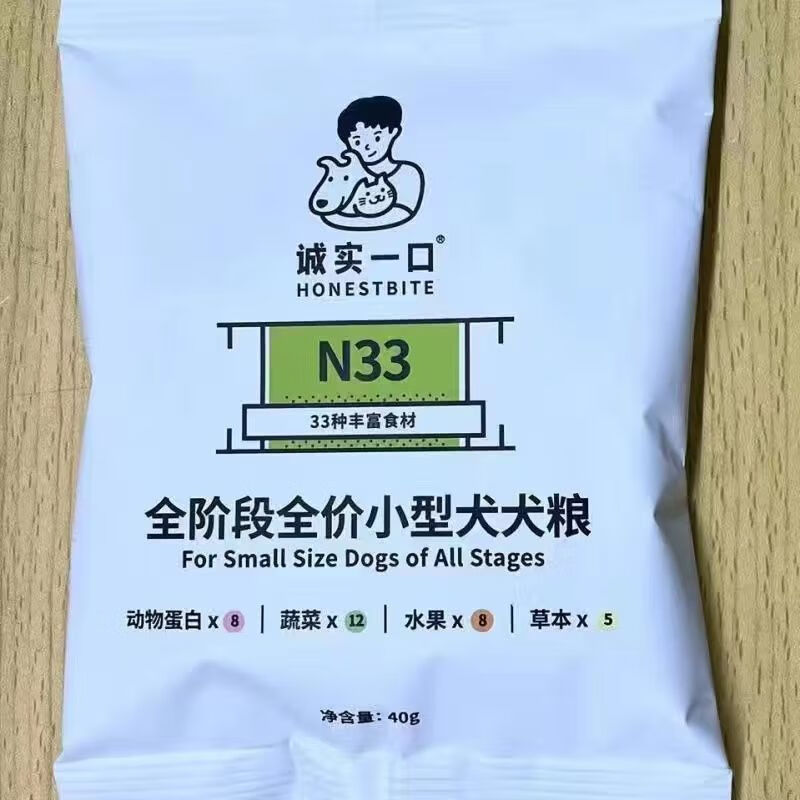 诚实一口®
HONESTBITE
N33
33种丰富食材
全阶段全价小型犬犬粮
For Small Size Dogs of All Stages
动物蛋白 x 8 | 蔬菜 x 12 | 水果 x 8 | 草本 x 5
净含量：40g